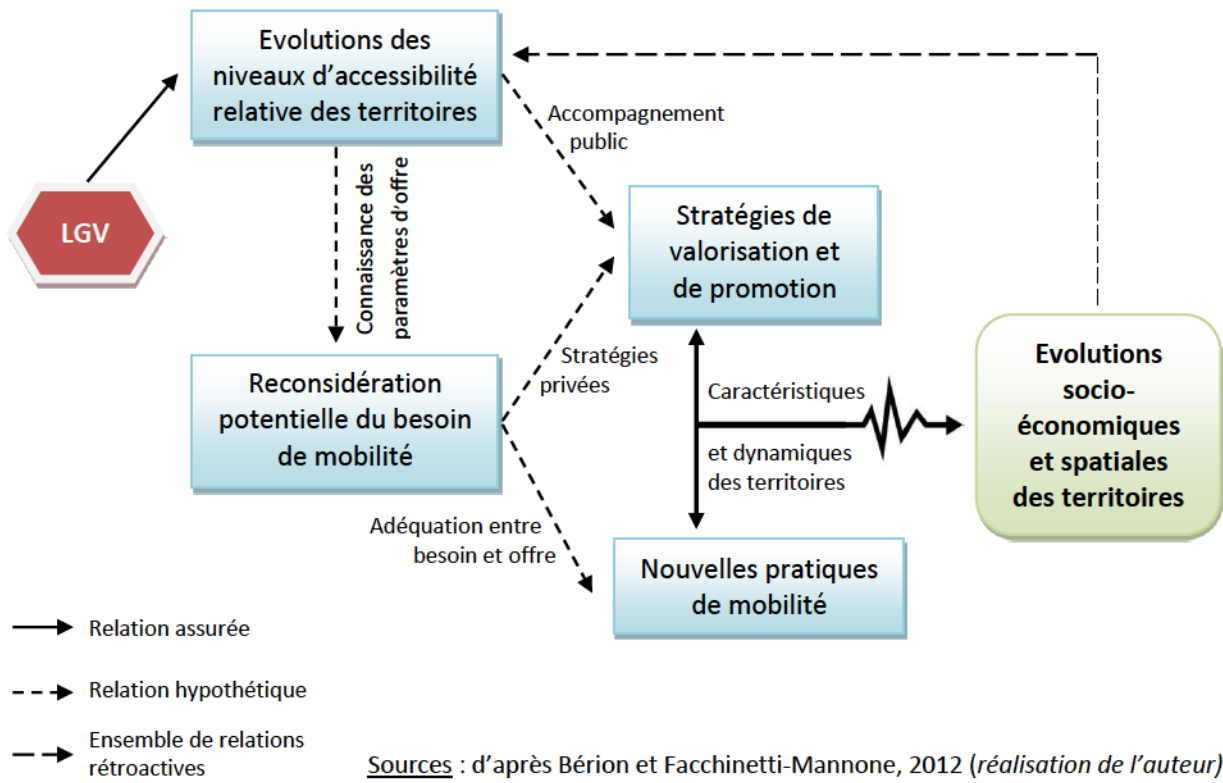 Evolutions des
niveaux d'accessibilité
relative des territoires
Accompagnement
public
LGV
Connaissance des
paramètres d'offre
Stratégies de
valorisation et
de promotion
Reconsidération
potentielle du besoin
de mobilité
Stratégies
privées
Caractéristiques
et dynamiques
des territoires
Evolutions
socio-
économiques
et spatiales
des territoires
Adéquation entre
besoin et offre
Nouvelles pratiques
de mobilité
Relation assurée
Relation hypothétique
Ensemble de relations
rétroactives
Sources : d'après Bérion et Facchinetti-Mannone, 2012 (réalisation de l'auteur)